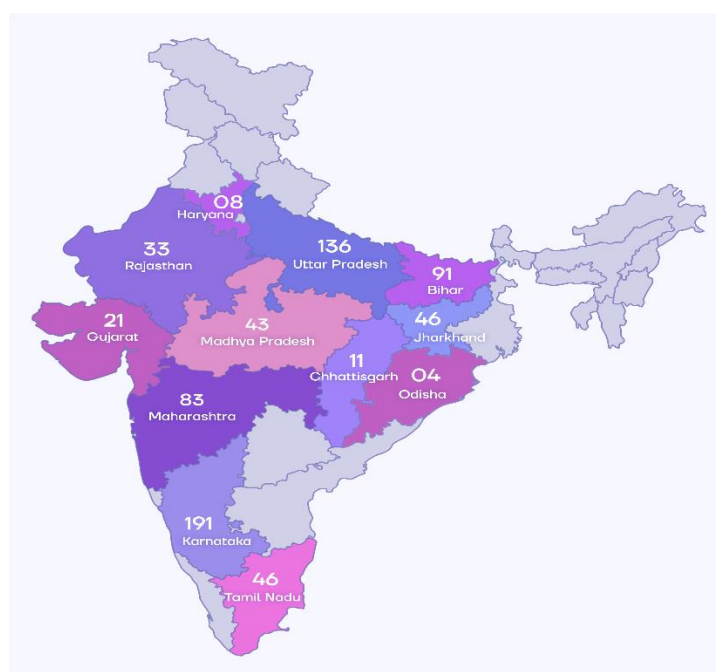 08
Haryana
33
Rajasthan
136
Uttar Pradesh
91
Bihar
21
Gujarat
43
Madhya Pradesh
46
Jharkhand
11
Chhattisgarh
04
Odisha
83
Maharashtra
191
Karnataka
46
Tamil Nadu